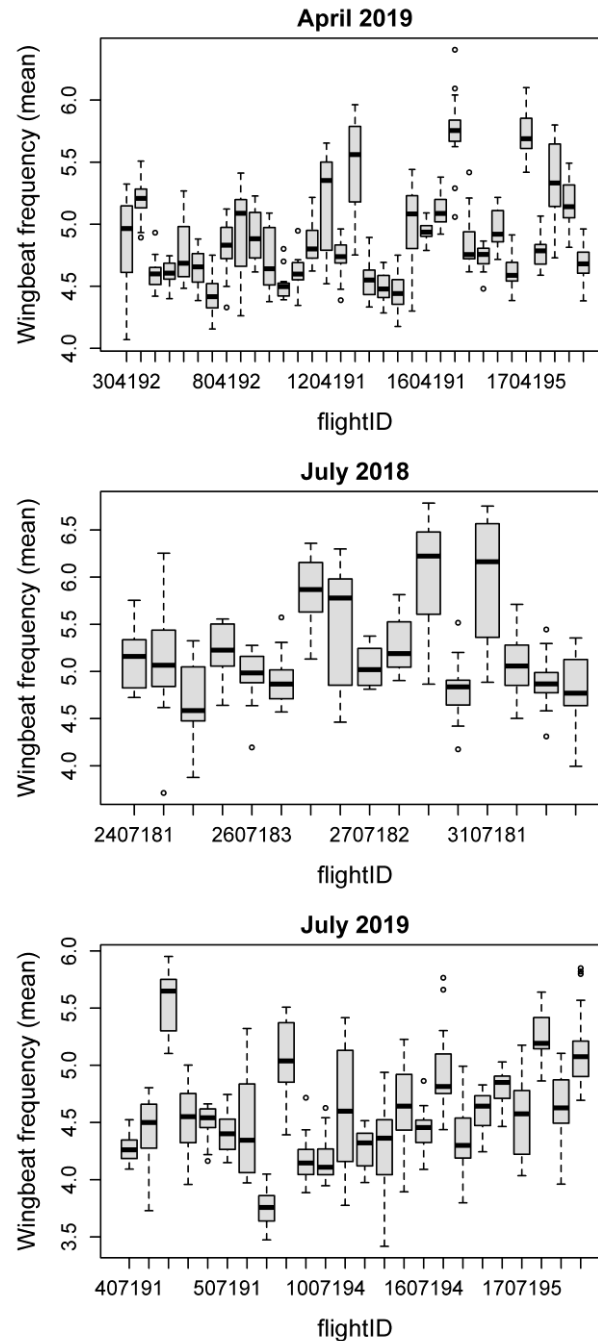 April 2019
Wingbeat frequency (mean)
6.0
5.5
5.0
4.5
4.0
304192 804192 1204191 1604191 1704195
flightID
July 2018
Wingbeat frequency (mean)
6.5
6.0
5.5
5.0
4.5
4.0
2407181 2607183 2707182 3107181
flightID
July 2019
Wingbeat frequency (mean)
6.0
5.5
5.0
4.5
4.0
3.5
407191 507191 1007194 1607194 1707195
flightID